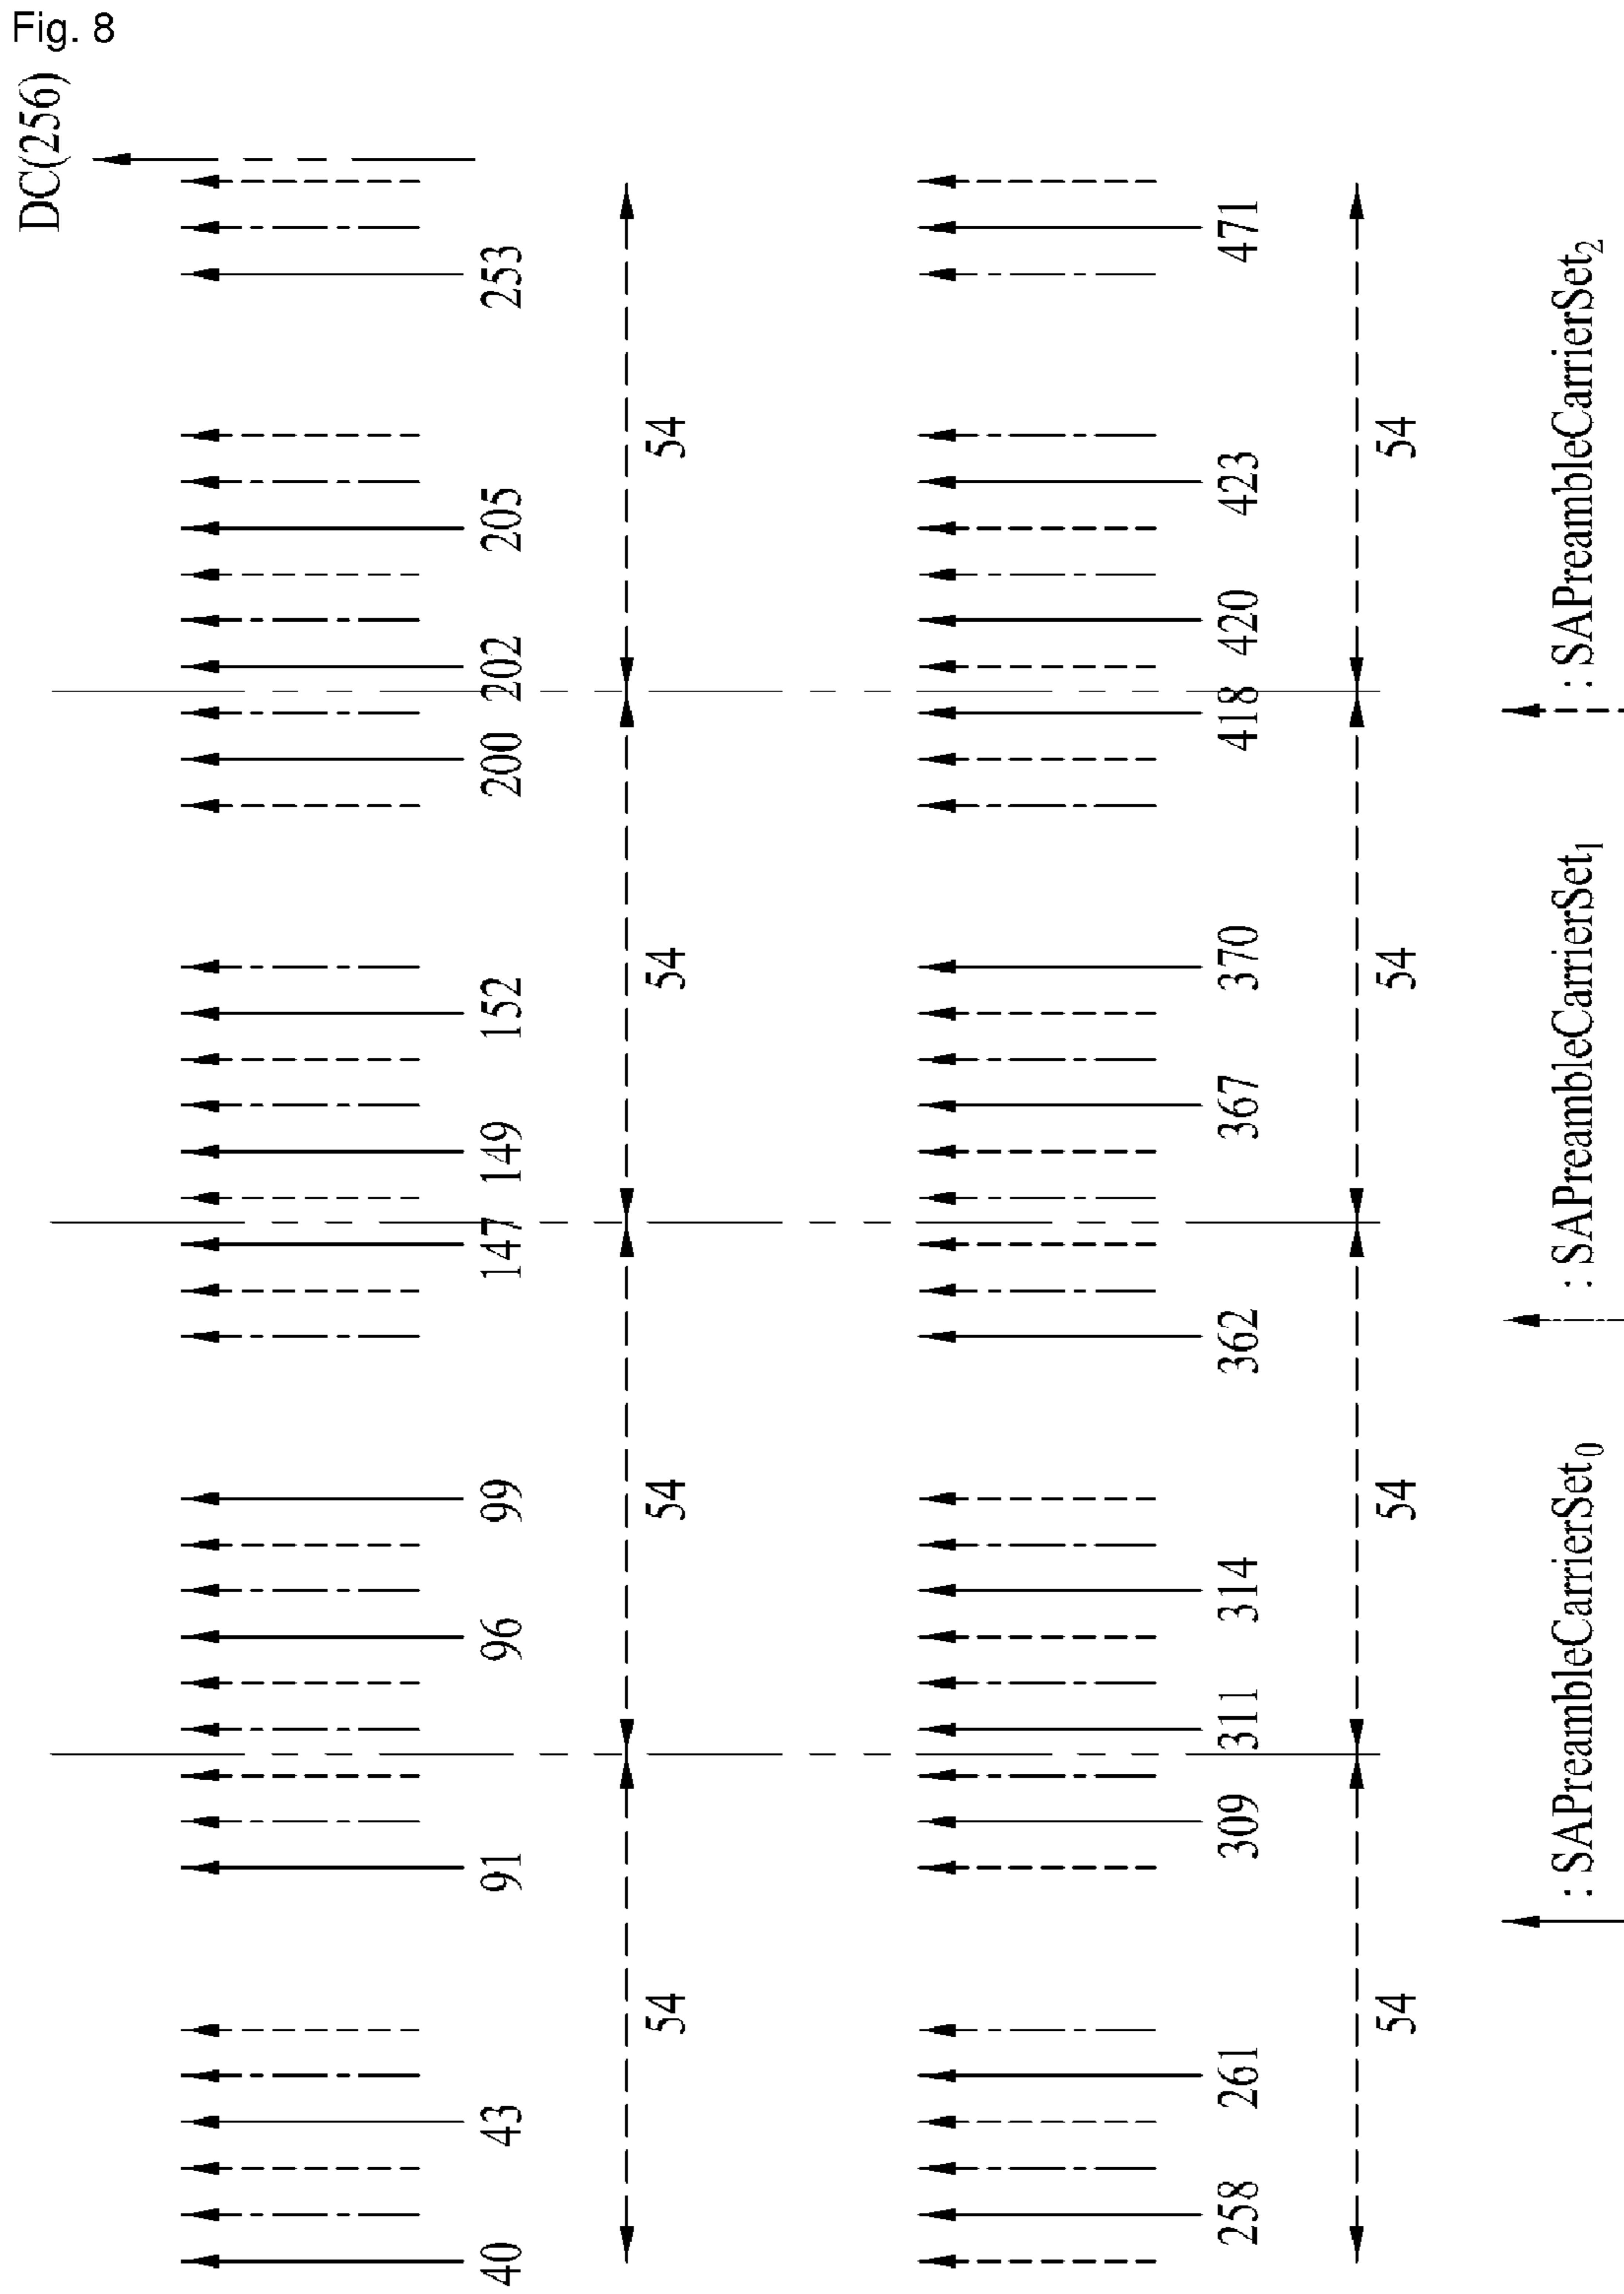 Fig. 8
DC(256)
40 43 91 96 99 147 149 152 200 202 205 253
54 54 54 54
258 261 309 311 314 362 367 370 418 420 423 471
54 54 54 54
: SAPreambleCarrierSet0 : SAPreambleCarrierSet1 : SAPreambleCarrierSet2